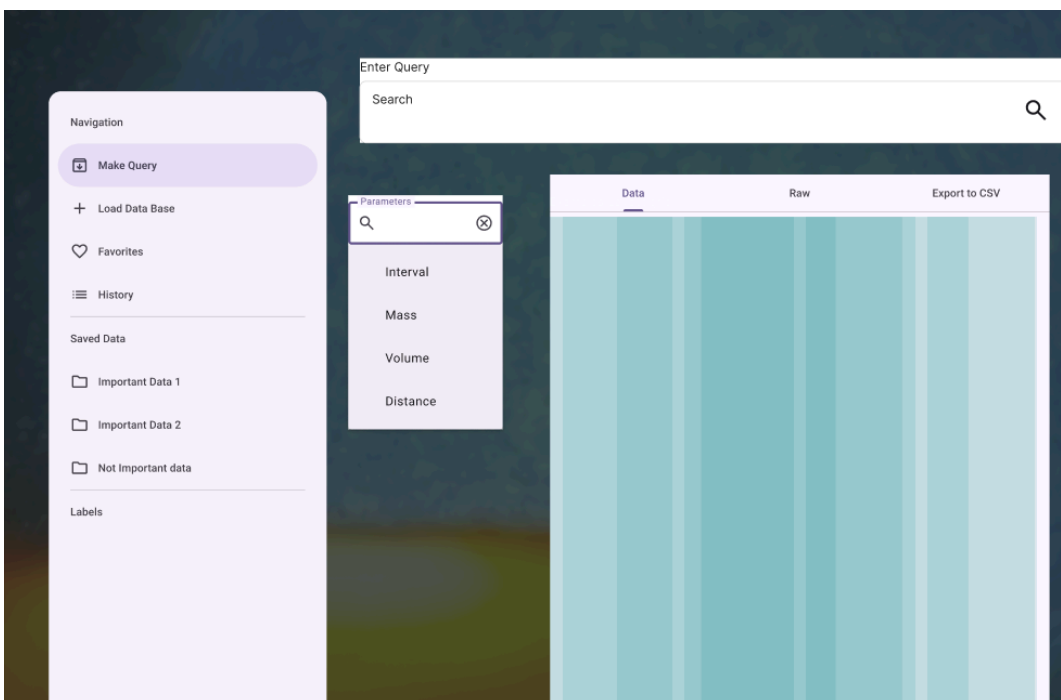 Enter Query
Search
Navigation
Make Query
Load Data Base
Favorites
History
Saved Data
Important Data 1
Important Data 2
Not Important data
Labels
Parameters
Interval
Mass
Volume
Distance
Data Raw Export to CSV